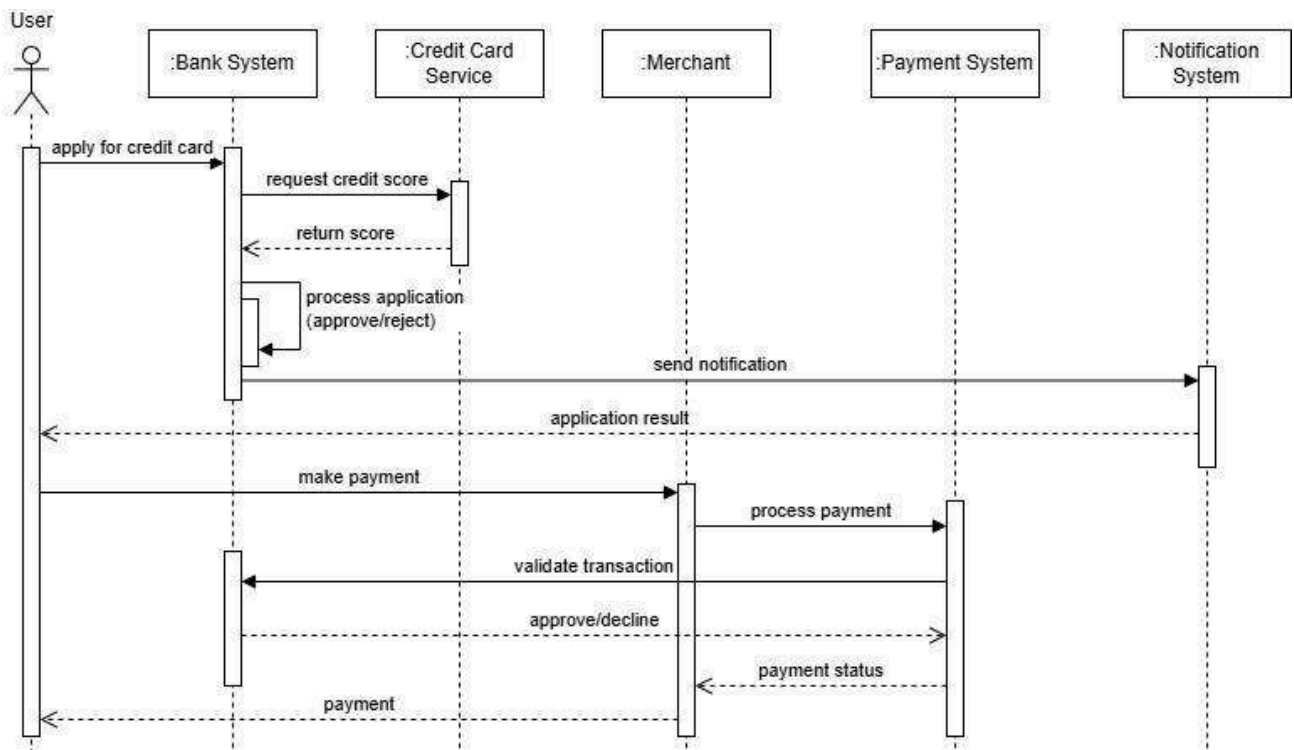 User
:Bank System
:Credit Card
Service
:Merchant
:Payment System
:Notification
System
apply for credit card
request credit score
return score
process application
(approve/reject)
send notification
application result
make payment
process payment
validate transaction
approve/decline
payment status
payment